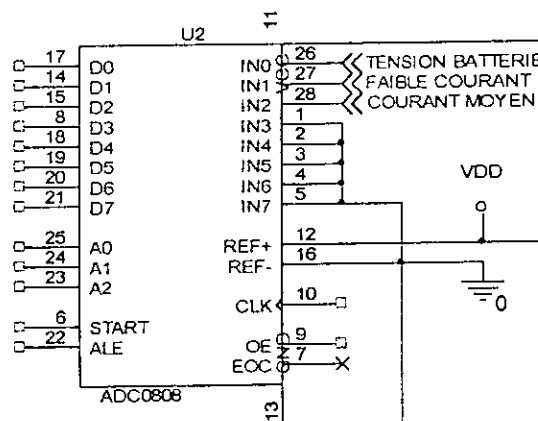 11
U2
17 D0 IN0 26 TENSION BATTERIE
14 D1 IN1 27 FAIBLE COURANT
15 D2 IN2 28 COURANT MOYEN
8 D3 IN3 1
18 D4 IN4 2
19 D5 IN5 3
20 D6 IN6 4
21 D7 IN7 5
VDD
25 A0 REF+ 12
24 A1 REF- 16
23 A2
CLK 10
0
6 START
22 ALE OE 9
EOC 7
ADC0808
13